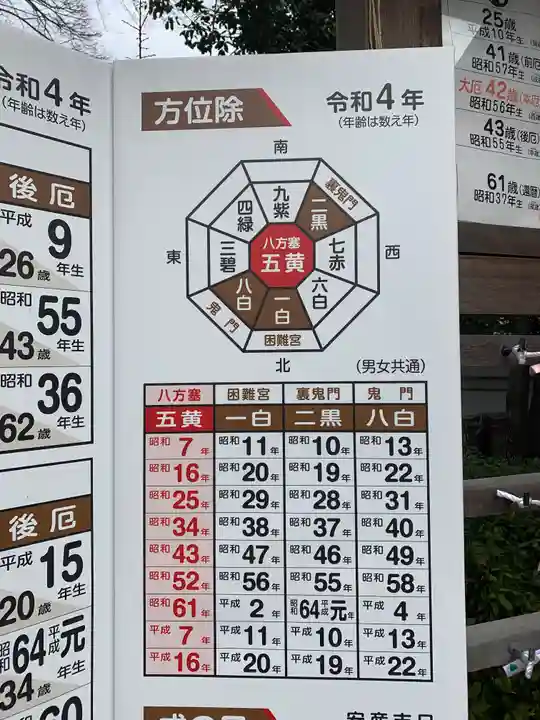 令和4年
(年齢は数え年)
後厄
平成 9年生
26歳
昭和 55年生
43歳
昭和 36年生
62歳
後厄
平成 15年生
20歳
昭和64 平成元年生
34歳
方位除
令和4年
(年齢は数え年)
南
裏鬼門
九紫
四緑 二黒
東 三碧 八方塞 五黄 七赤 西
八白 一白 六白
鬼門
困難宮
北
(男女共通)
八方塞 困難宮 裏鬼門 鬼門
五黄 一白 二黒 八白
昭和7年 昭和11年 昭和10年 昭和13年
昭和16年 昭和20年 昭和19年 昭和22年
昭和25年 昭和29年 昭和28年 昭和31年
昭和34年 昭和38年 昭和37年 昭和40年
昭和43年 昭和47年 昭和46年 昭和49年
昭和52年 昭和56年 昭和55年 昭和58年
昭和61年 平成2年 昭和64平成元年 平成4年
平成7年 平成11年 平成10年 平成13年
平成16年 平成20年 平成19年 平成22年
25歳
平成10年生
41歳(前厄)
昭和57年生
大厄 42歳(本厄)
昭和56年生
43歳(後厄)
昭和55年生
61歳(還暦)
昭和37年生